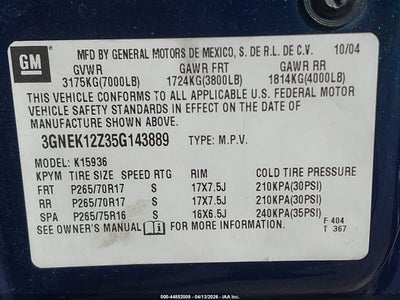 GM
MFD BY GENERAL MOTORS DE MEXICO, S. DE R.L. DE C.V. 10/04
GVWR GAWR FRT GAWR RR
3175KG(7000LB) 1724KG(3800LB) 1814KG(4000LB)
THIS VEHICLE CONFORMS TO ALL APPLICABLE U.S. FEDERAL MOTOR
VEHICLE SAFETY STANDARDS IN EFFECT ON THE DATE OF
MANUFACTURE SHOWN ABOVE.
3GNEK12Z35G143889 TYPE: M.P.V.
MODEL: K15936
KPYM TIRE SIZE SPEED RTG RIM COLD TIRE PRESSURE
FRT P265/70R17 S 17X7.5J 210KPA(30PSI)
RR P265/70R17 S 17X7.5J 210KPA(30PSI)
SPA P265/75R16 S 16X6.5J 240KPA(35PSI)
SEE OWNER'S MANUAL FOR MORE INFORMATION
F 404
T 367
000-44852008 - 04/13/2026 - IAAI.COM